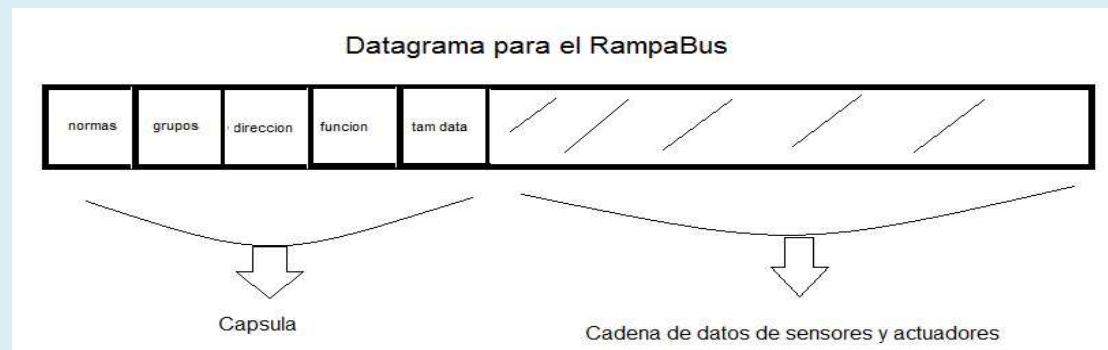 Datagrama para el RampaBus
normas grupos direccion funcion tam data
Capsula
Cadena de datos de sensores y actuadores